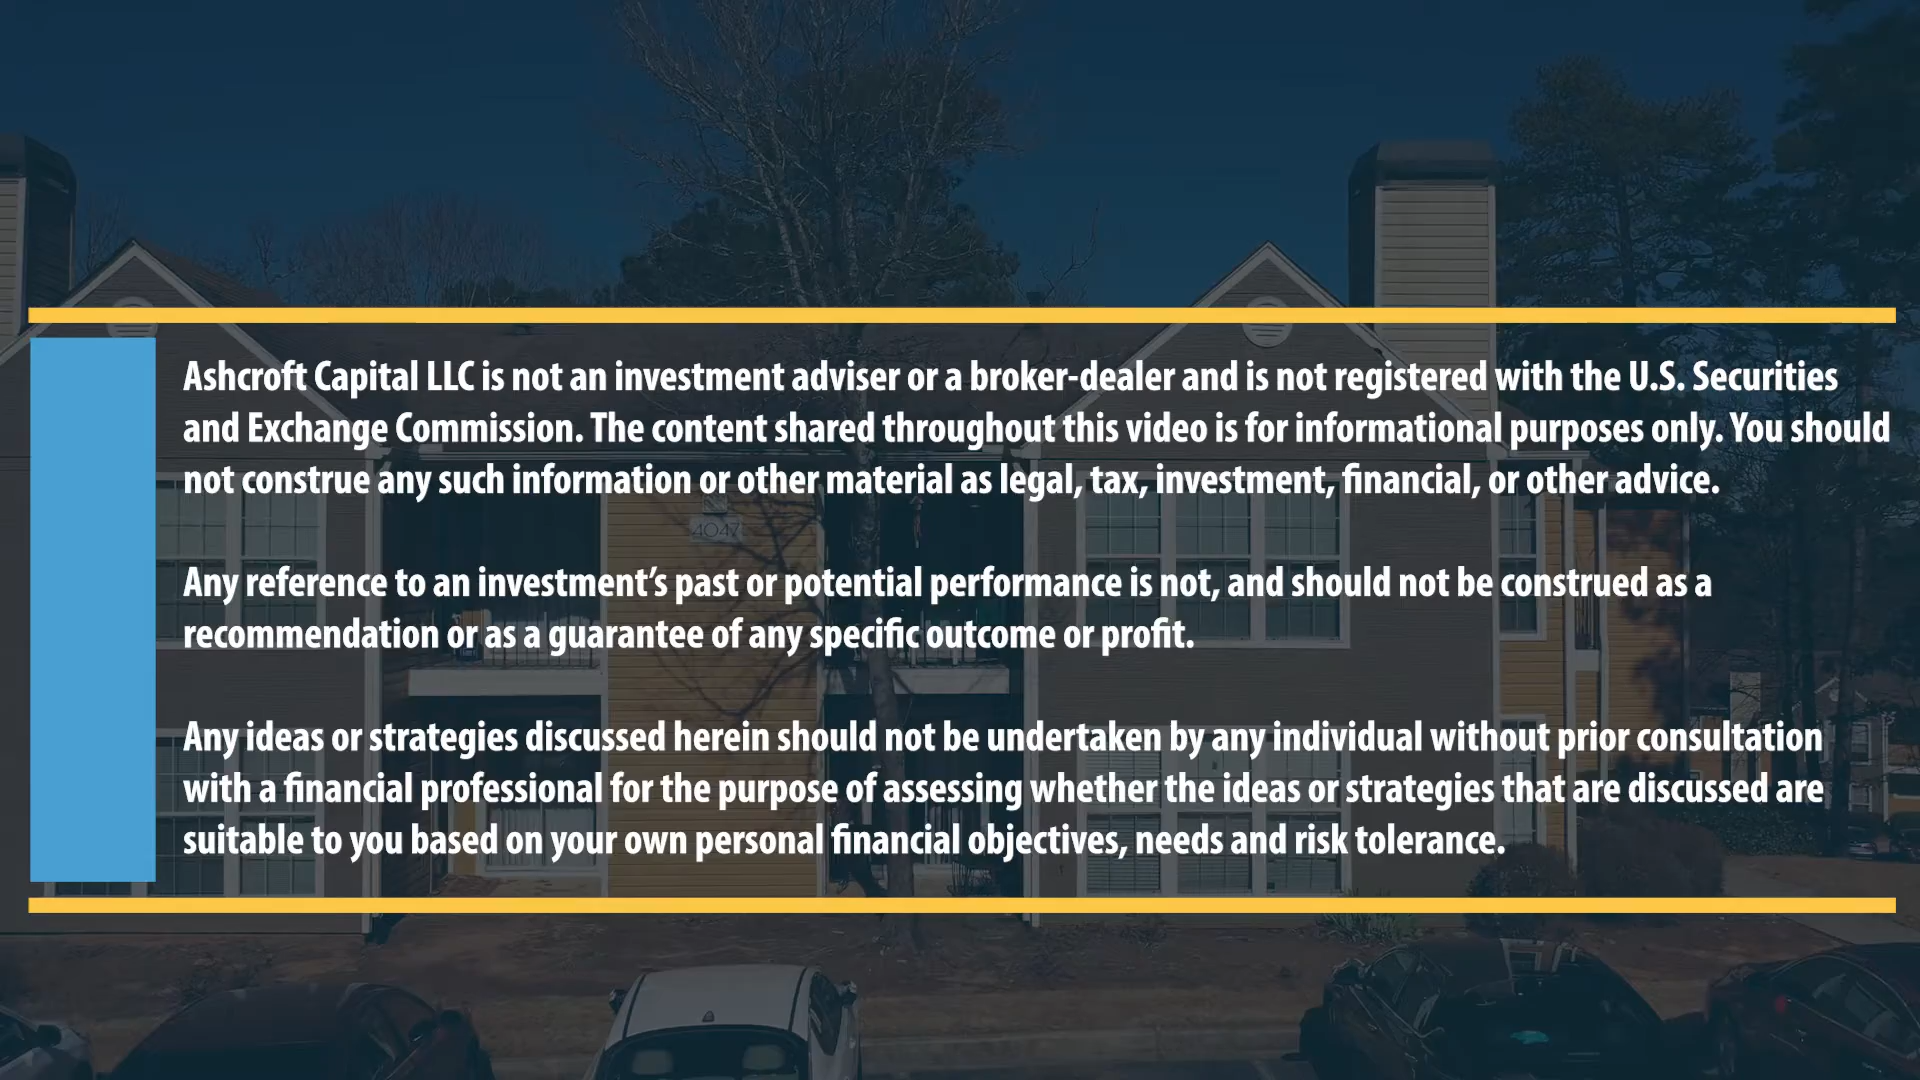 Ashcroft Capital LLC is not an investment adviser or a broker-dealer and is not registered with the U.S. Securities
and Exchange Commission. The content shared throughout this video is for informational purposes only. You should
not construe any such information or other material as legal, tax, investment, financial, or other advice.
4047
Any reference to an investment’s past or potential performance is not, and should not be construed as a
recommendation or as a guarantee of any specific outcome or profit.
Any ideas or strategies discussed herein should not be undertaken by any individual without prior consultation
with a financial professional for the purpose of assessing whether the ideas or strategies that are discussed are
suitable to you based on your own personal financial objectives, needs and risk tolerance.